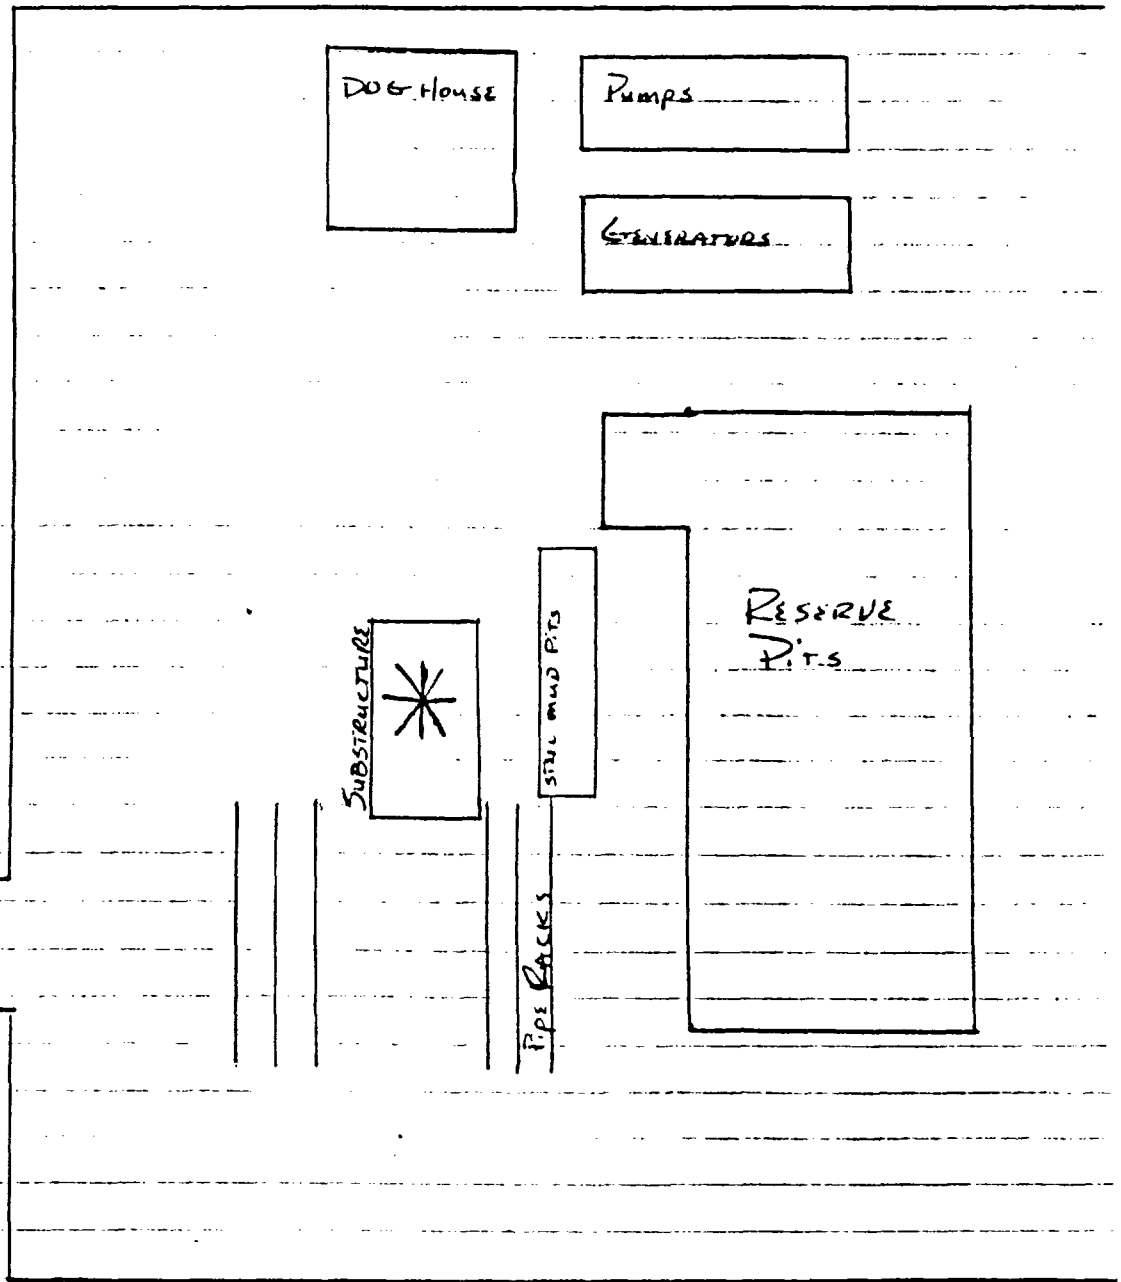 DOG HOUSE
PUMPS
GENERATORS
RESERVE
PITS
STEEL MUD PITS
SUBSTRUCTURE
PIPE RACKS